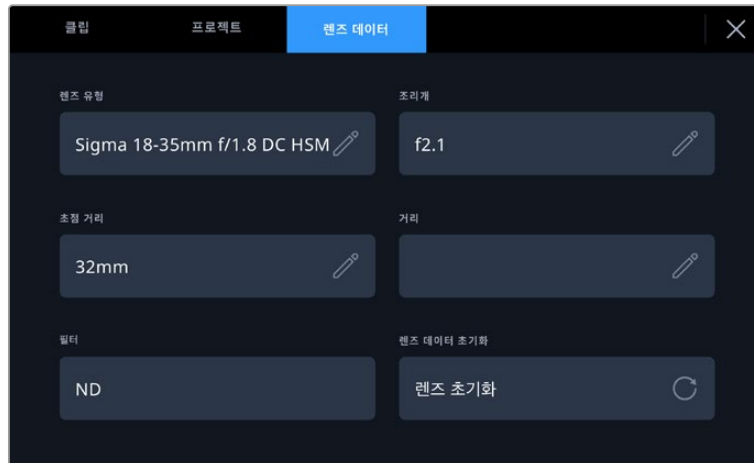 클립
프로젝트
렌즈 데이터
렌즈 유형
조리개
Sigma 18-35mm f/1.8 DC HSM
f2.1
초점 거리
거리
32mm
필터
렌즈 데이터 초기화
ND
렌즈 초기화